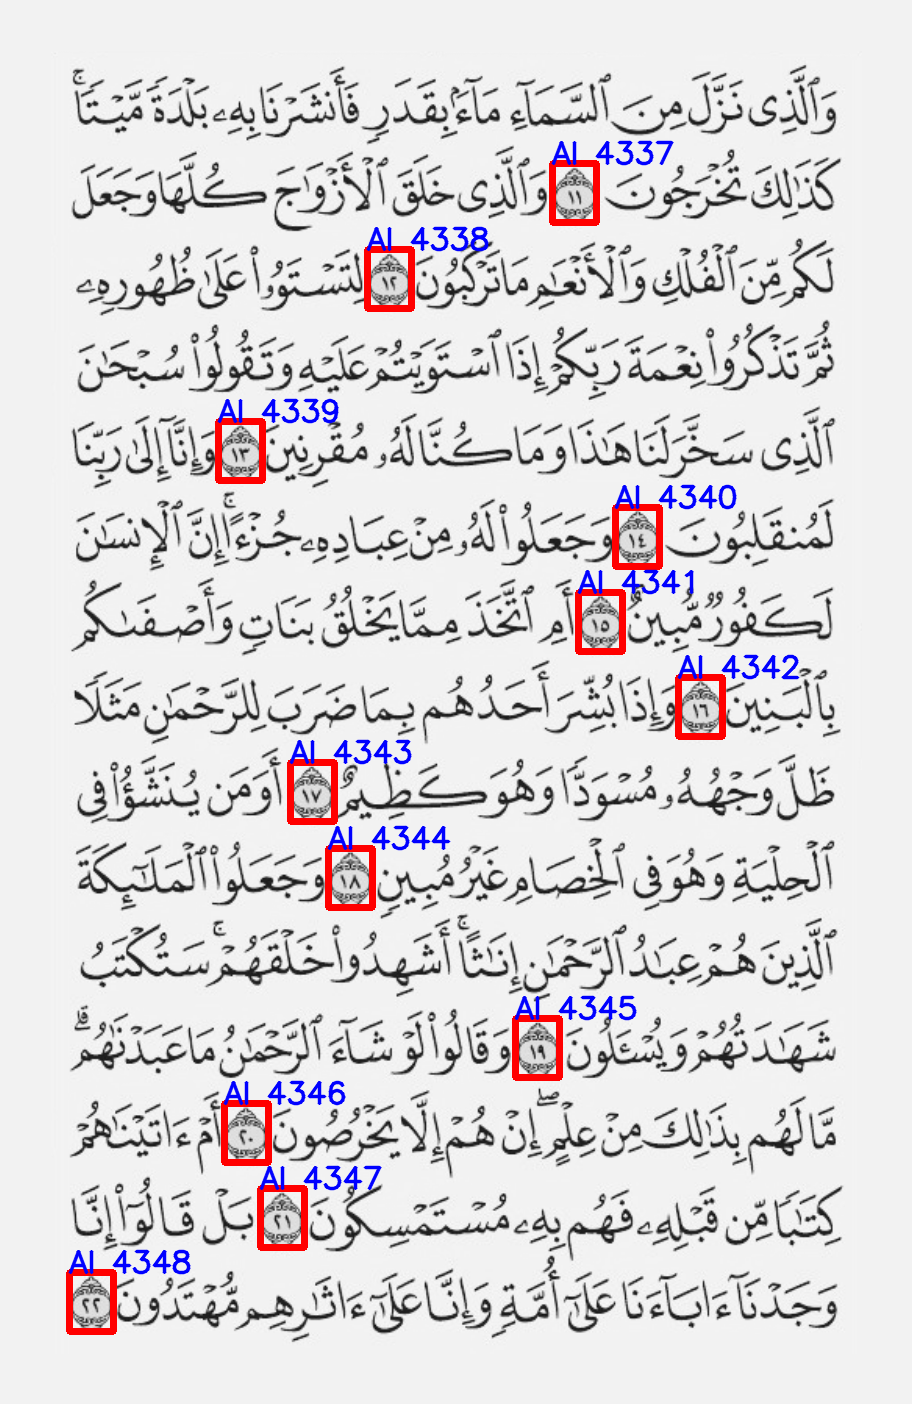 وَٱلَّذِى نَزَّلَ مِنَ ٱلسَّمَآءِ مَآءًۢ بِقَدَرٍ فَأَنشَرْنَا بِهِۦ بَلْدَةً مَّيْتًا ۚ
AI 4337
كَذَٰلِكَ تُخْرَجُونَ ١١ وَٱلَّذِى خَلَقَ ٱلْأَزْوَٰجَ كُلَّهَا وَجَعَلَ
AI 4338
لَكُم مِّنَ ٱلْفُلْكِ وَٱلْأَنْعَٰمِ مَا تَرْكَبُونَ ١٢ لِتَسْتَوُۥا۟ عَلَىٰ ظُهُورِهِۦ
ثُمَّ تَذْكُرُوا۟ نِعْمَةَ رَبِّكُمْ إِذَا ٱسْتَوَيْتُمْ عَلَيْهِ وَتَقُولُوا۟ سُبْحَٰنَ
AI 4339
ٱلَّذِى سَخَّرَ لَنَا هَٰذَا وَمَا كُنَّا لَهُۥ مُقْرِنِينَ ١٣ وَإِنَّآ إِلَىٰ رَبِّنَا
AI 4340
لَمُنقَلِبُونَ ١٤ وَجَعَلُوا۟ لَهُۥ مِنْ عِبَادِهِۦ جُزْءًا ۚ إِنَّ ٱلْإِنسَٰنَ
AI 4341
لَكَفُورٌ مُّبِينٌ ١٥ أَمِ ٱتَّخَذَ مِمَّا يَخْلُقُ بَنَاتٍ وَأَصْفَىٰكُم
AI 4342
بِٱلْبَنِينَ ١٦ وَإِذَا بُشِّرَ أَحَدُهُم بِمَا ضَرَبَ لِلرَّحْمَٰنِ مَثَلًا
AI 4343
ظَلَّ وَجْهُهُۥ مُسْوَدًّا وَهُوَ كَظِيمٌ ١٧ أَوَمَن يُنَشَّؤُا۟ فِى
AI 4344
ٱلْحِلْيَةِ وَهُوَ فِى ٱلْخِصَامِ غَيْرُ مُبِينٍ ١٨ وَجَعَلُوا۟ ٱلْمَلَٰٓئِكَةَ
ٱلَّذِينَ هُمْ عِبَٰدُ ٱلرَّحْمَٰنِ إِنَٰثًا ۚ أَشَهِدُوا۟ خَلْقَهُمْ ۚ سَتُكْتَبُ
AI 4345
شَهَٰدَتُهُمْ وَيُسْـَٔلُونَ ١٩ وَقَالُوا۟ لَوْ شَآءَ ٱلرَّحْمَٰنُ مَا عَبَدْنَٰهُم ۗ
AI 4346
مَّا لَهُم بِذَٰلِكَ مِنْ عِلْمٍ ۖ إِنْ هُمْ إِلَّا يَخْرُصُونَ ٢٠ أَمْ ءَاتَيْنَٰهُمْ
AI 4347
كِتَٰبًا مِّن قَبْلِهِۦ فَهُم بِهِۦ مُسْتَمْسِكُونَ ٢١ بَلْ قَالُوٓا۟ إِنَّا
AI 4348
وَجَدْنَآ ءَابَآءَنَا عَلَىٰٓ أُمَّةٍ وَإِنَّا عَلَىٰٓ ءَاثَٰرِهِم مُّهْتَدُونَ ٢٢